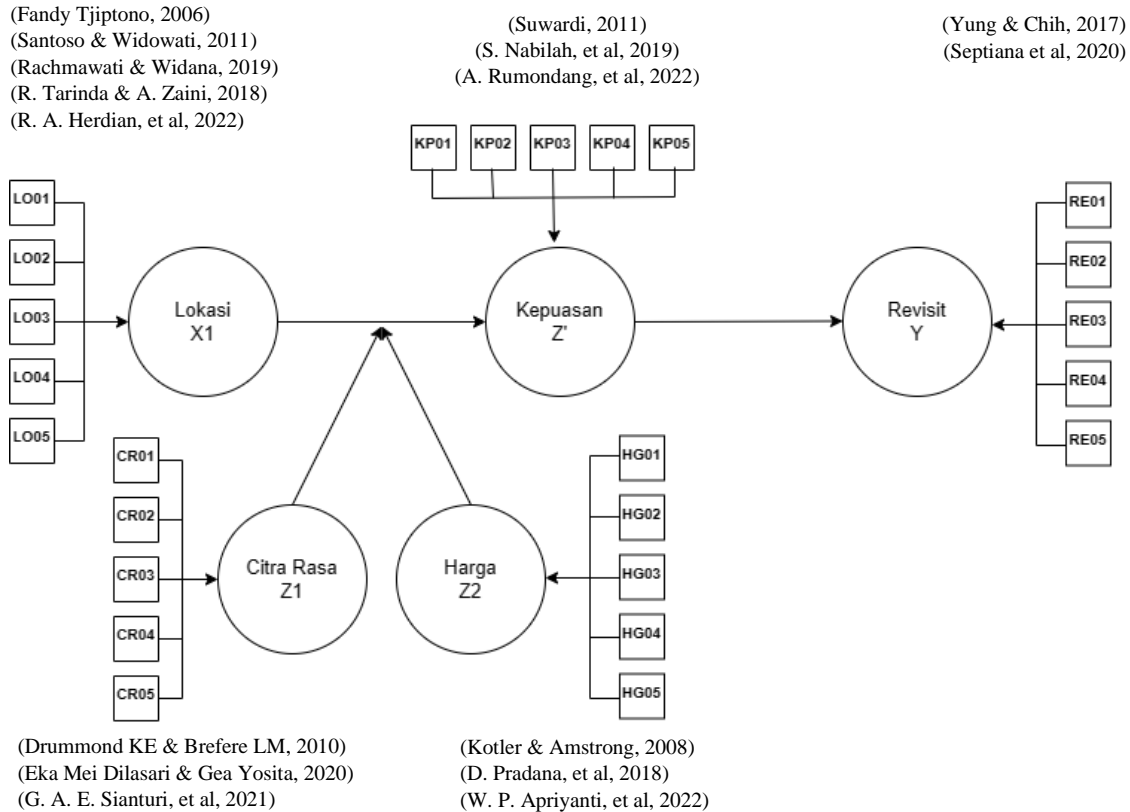 (Fandy Tjiptono, 2006)
(Santoso & Widowati, 2011)
(Rachmawati & Widana, 2019)
(R. Tarinda & A. Zaini, 2018)
(R. A. Herdian, et al, 2022)
(Suwardi, 2011)
(S. Nabilah, et al, 2019)
(A. Rumondang, et al, 2022)
(Yung & Chih, 2017)
(Septiana et al, 2020)
KP01 KP02 KP03 KP04 KP05
LO01
LO02
LO03
LO04
LO05
Lokasi
X1
Kepuasan
Z'
Revisit
Y
RE01
RE02
RE03
RE04
RE05
CR01
CR02
CR03
CR04
CR05
Citra Rasa
Z1
Harga
Z2
HG01
HG02
HG03
HG04
HG05
(Drummond KE & Brefere LM, 2010)
(Eka Mei Dilasari & Gea Yosita, 2020)
(G. A. E. Sianturi, et al, 2021)
(Kotler & Amstrong, 2008)
(D. Pradana, et al, 2018)
(W. P. Apriyanti, et al, 2022)